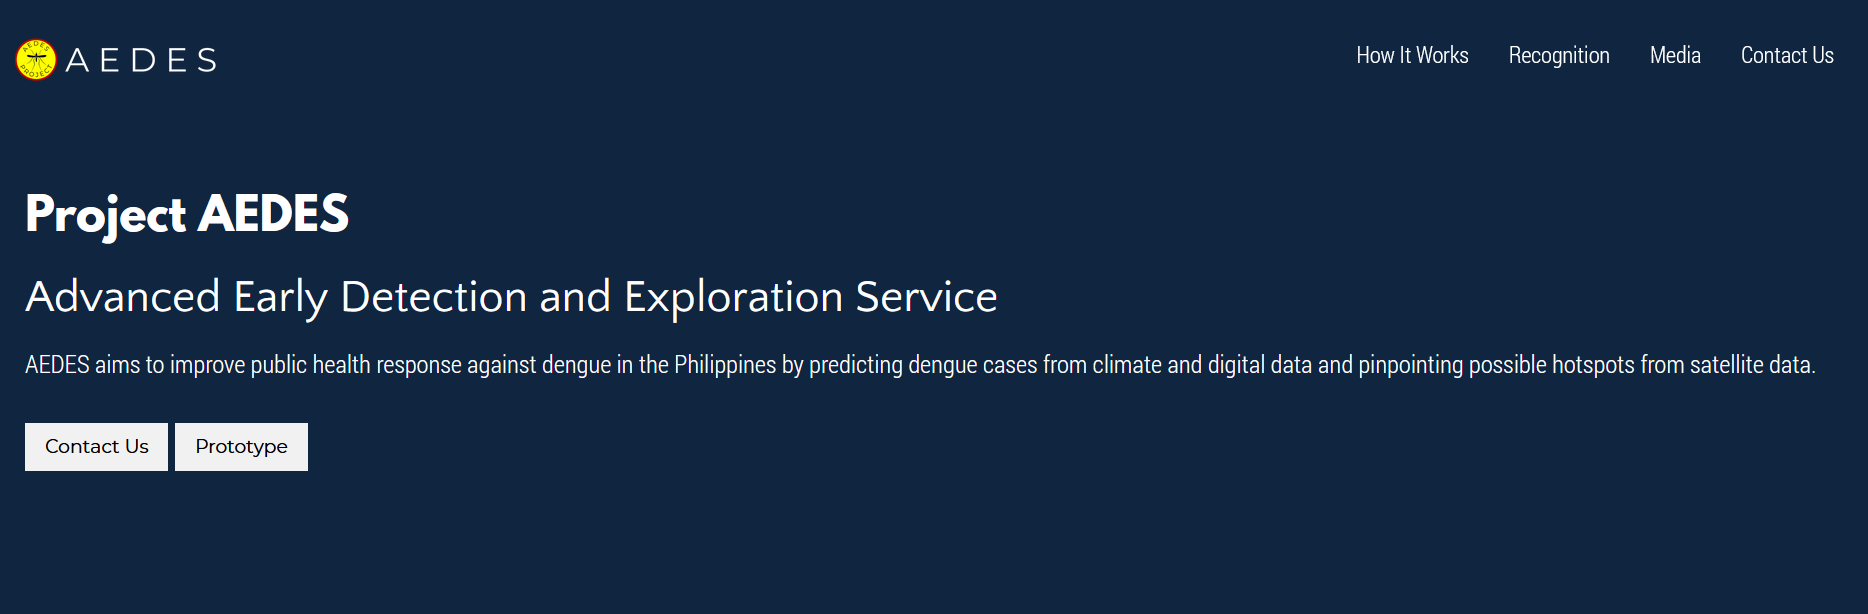 AEDES PROJECT
AEDES
How It Works
Recognition
Media
Contact Us
Project AEDES
Advanced Early Detection and Exploration Service
AEDES aims to improve public health response against dengue in the Philippines by predicting dengue cases from climate and digital data and pinpointing possible hotspots from satellite data.
Contact Us
Prototype